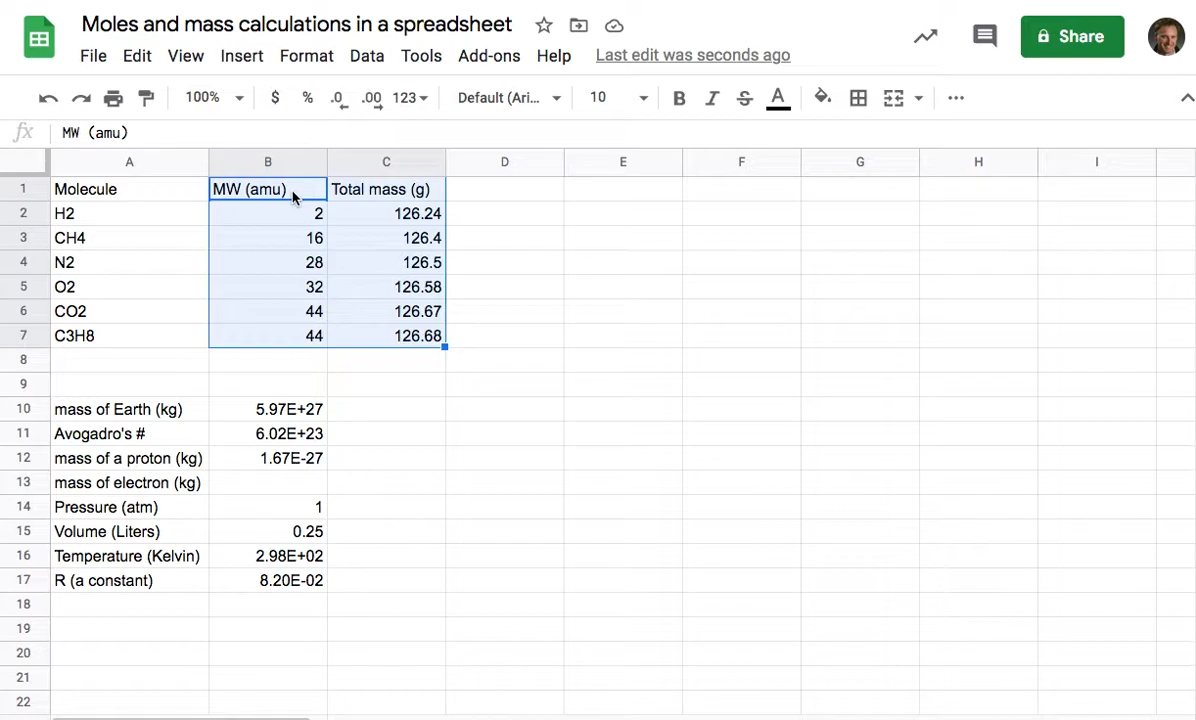 Moles and mass calculations in a spreadsheet
File Edit View Insert Format Data Tools Add-ons Help Last edit was seconds ago
Share
100% $ % .0 .00 123 Default (Ari... 10 B I S A
fx MW (amu)
A B C D E F G H I
1 Molecule MW (amu) Total mass (g)
2 H2 2 126.24
3 CH4 16 126.4
4 N2 28 126.5
5 O2 32 126.58
6 CO2 44 126.67
7 C3H8 44 126.68
8
9
10 mass of Earth (kg) 5.97E+27
11 Avogadro's # 6.02E+23
12 mass of a proton (kg) 1.67E-27
13 mass of electron (kg)
14 Pressure (atm) 1
15 Volume (Liters) 0.25
16 Temperature (Kelvin) 2.98E+02
17 R (a constant) 8.20E-02
18
19
20
21
22